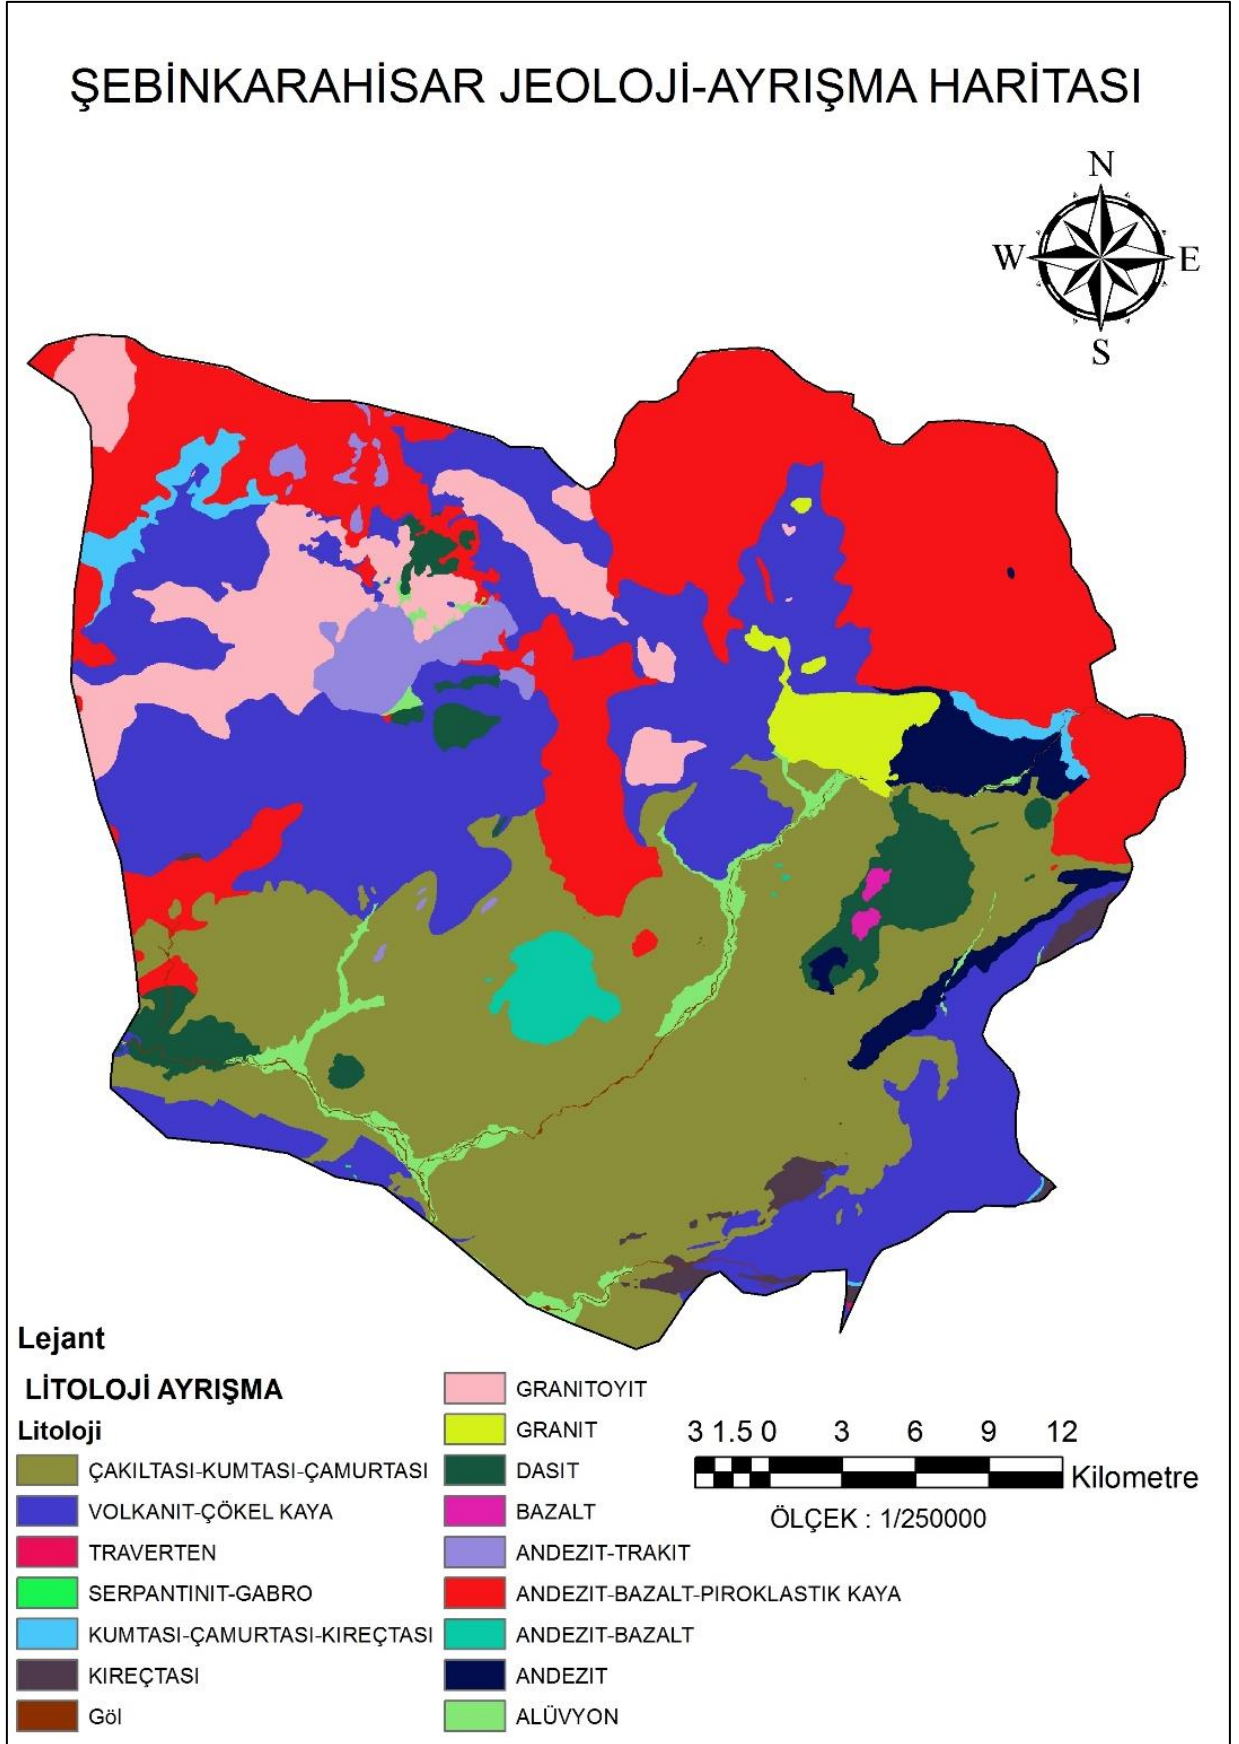 ŞEBİNKARAHİSAR JEOLOJİ-AYRIŞMA HARİTASI
N
W
E
S
Lejant
LİTOLOJİ AYRIŞMA
Litoloji
ÇAKILTASI-KUMTASI-ÇAMURTASI
VOLKANIT-ÇÖKEL KAYA
TRAVERTEN
SERPANTINIT-GABRO
KUMTASI-ÇAMURTASI-KIREÇTASI
KIREÇTASI
Göl
GRANITOYIT
GRANIT
DASIT
BAZALT
ANDEZIT-TRAKIT
ANDEZIT-BAZALT-PIROKLASTIK KAYA
ANDEZIT-BAZALT
ANDEZIT
ALÜVYON
3 1.5 0 3 6 9 12
Kilometre
ÖLÇEK : 1/250000